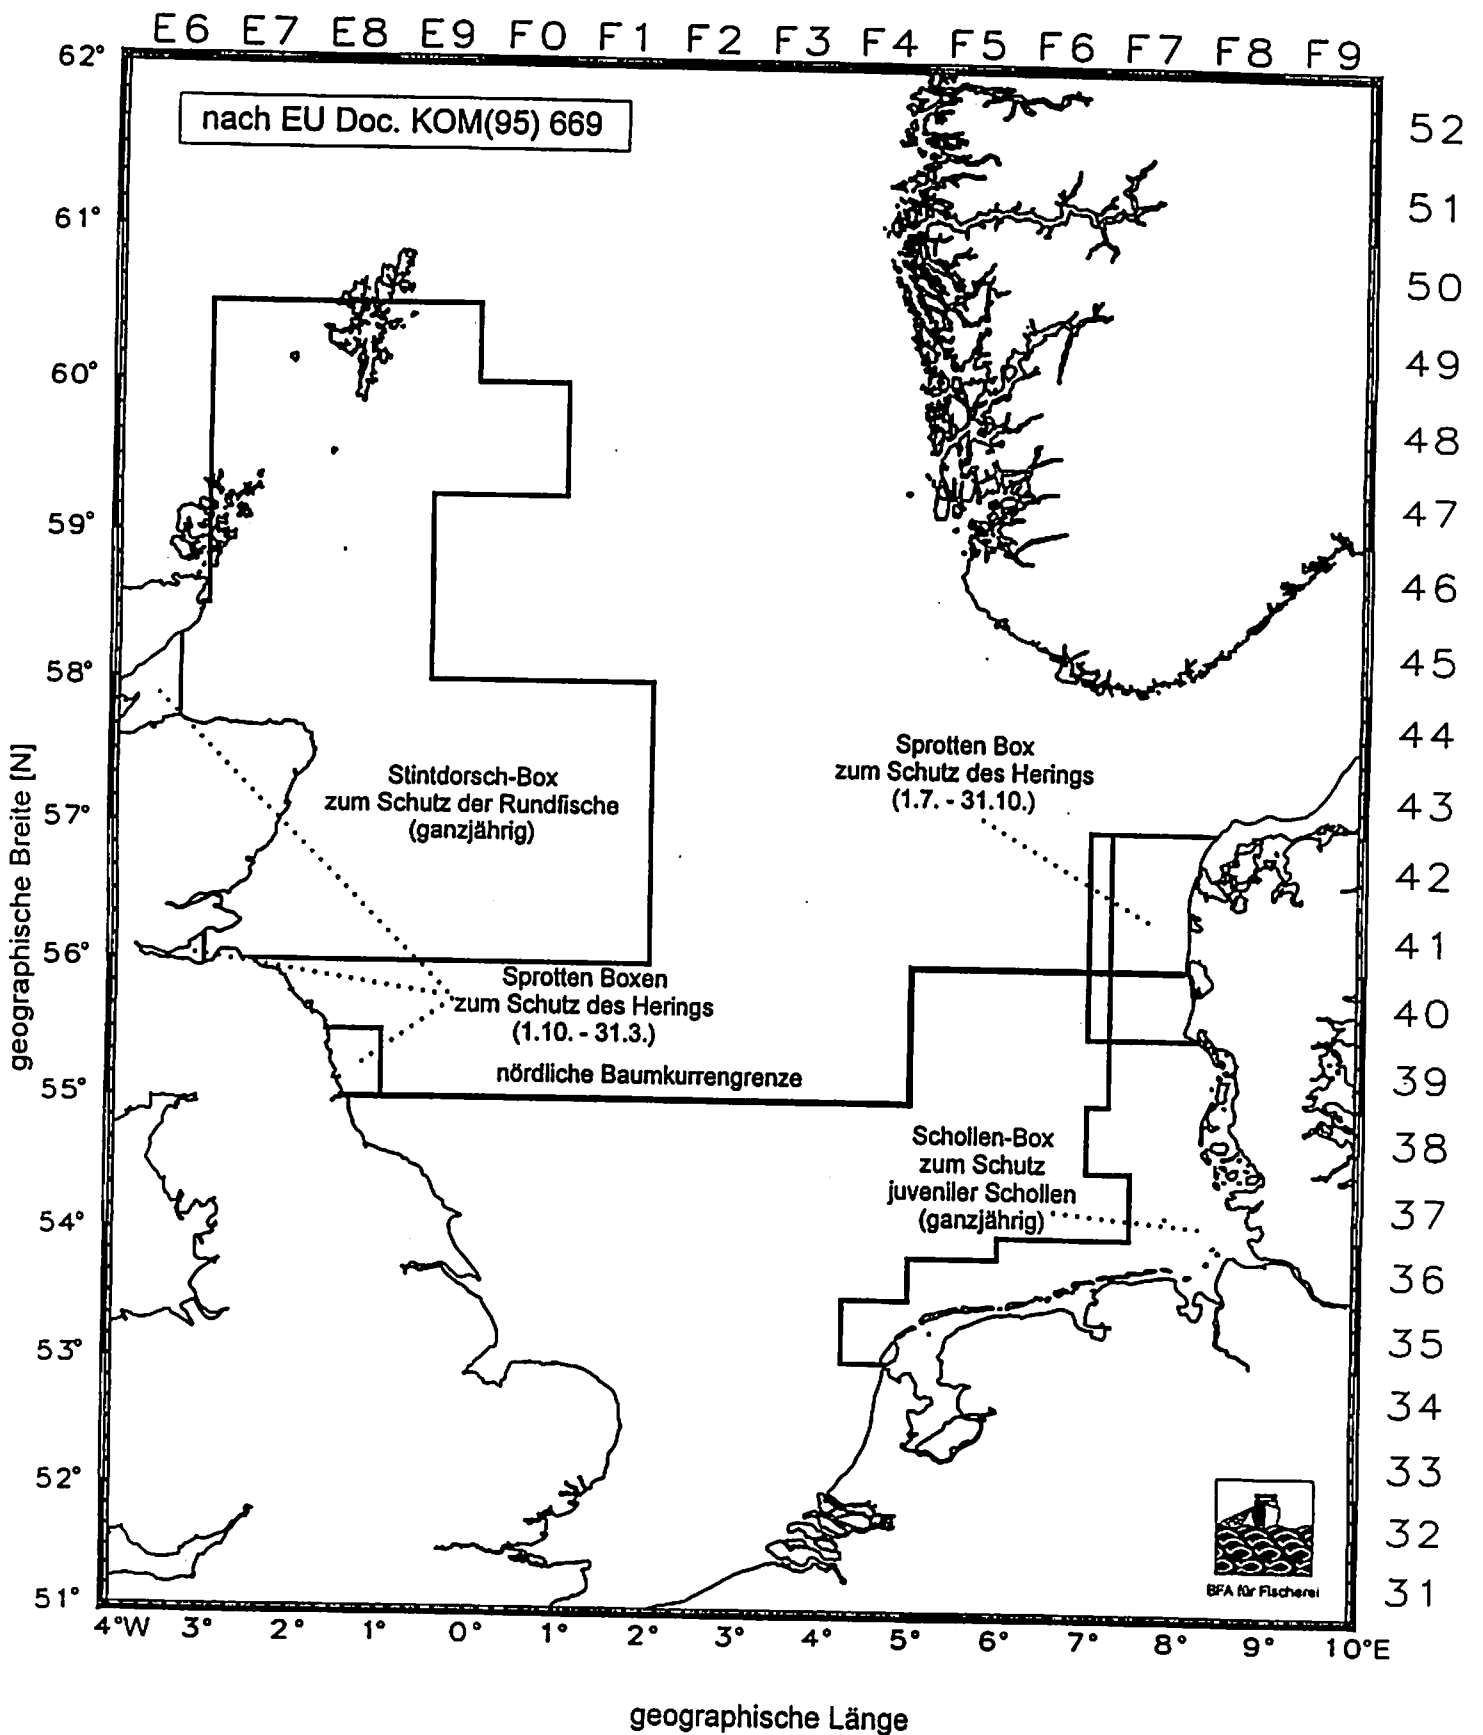 E6 E7 E8 E9 F0 F1 F2 F3 F4 F5 F6 F7 F8 F9
62°
nach EU Doc. KOM(95) 669
52
61°
51
50
60°
49
48
59°
47
46
58°
45
44
Sprotten Box
zum Schutz des Herings
(1.7. - 31.10.)
Stintdorsch-Box
zum Schutz der Rundfische
(ganzjährig)
57°
43
42
geographische Breite [N]
56°
41
Sprotten Boxen
zum Schutz des Herings
(1.10. - 31.3.)
40
nördliche Baumkurrengrenze
55°
39
Schollen-Box
zum Schutz
juveniler Schollen
(ganzjährig)
38
54°
37
36
53°
35
34
52°
33
32
BFA für Fischerei
51°
31
4°W 3° 2° 1° 0° 1° 2° 3° 4° 5° 6° 7° 8° 9° 10°E
geographische Länge